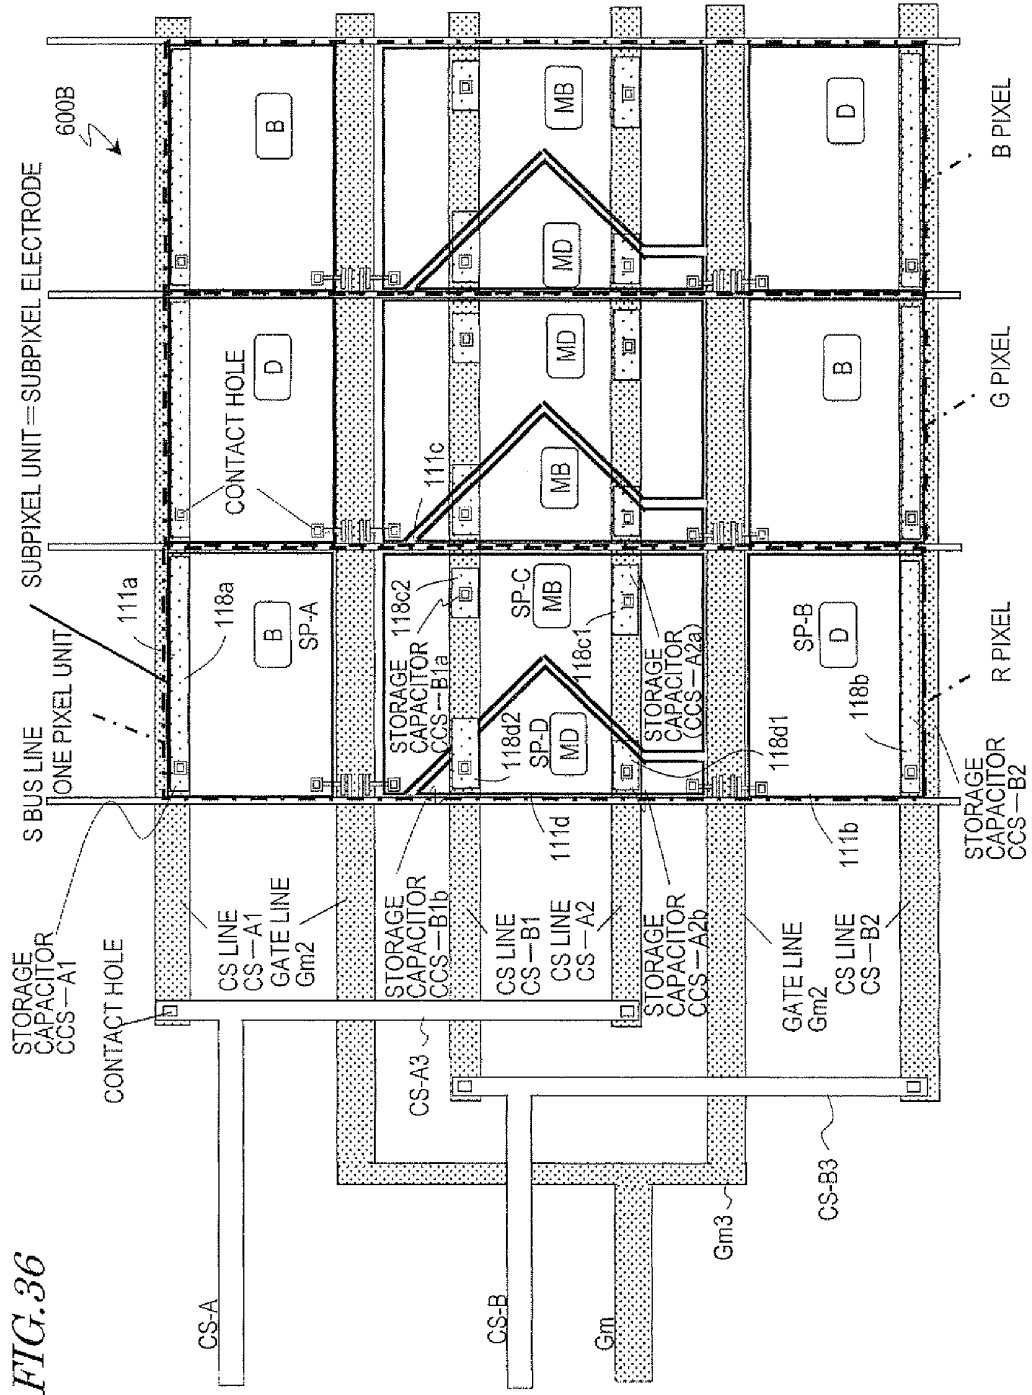 FIG.36
600B
SUBPIXEL UNIT=SUBPIXEL ELECTRODE
S BUS LINE
ONE PIXEL UNIT
111a
118a
STORAGE
CAPACITOR
CCS—A1
CONTACT HOLE
CONTACT HOLE
B
SP-A
D
B
CS LINE
CS—A1
GATE LINE
Gm2
111c
STORAGE
CAPACITOR
CCS—B1a
118c2
118d2
STORAGE
CAPACITOR
CCS—B1b
CS LINE
CS—B1
CS LINE
CS—A2
SP-D
MD
SP-C
MB
MB
MD
MD
MB
118c1
111d
STORAGE
CAPACITOR
(CCS—A2a)
STORAGE
CAPACITOR
CCS—A2b
118d1
GATE LINE
Gm2
CS LINE
CS—B2
SP-B
D
B
D
111b
118b
STORAGE
CAPACITOR
CCS—B2
R PIXEL
G PIXEL
B PIXEL
CS-A
CS-A3
CS-B
Gm
Gm3
CS-B3